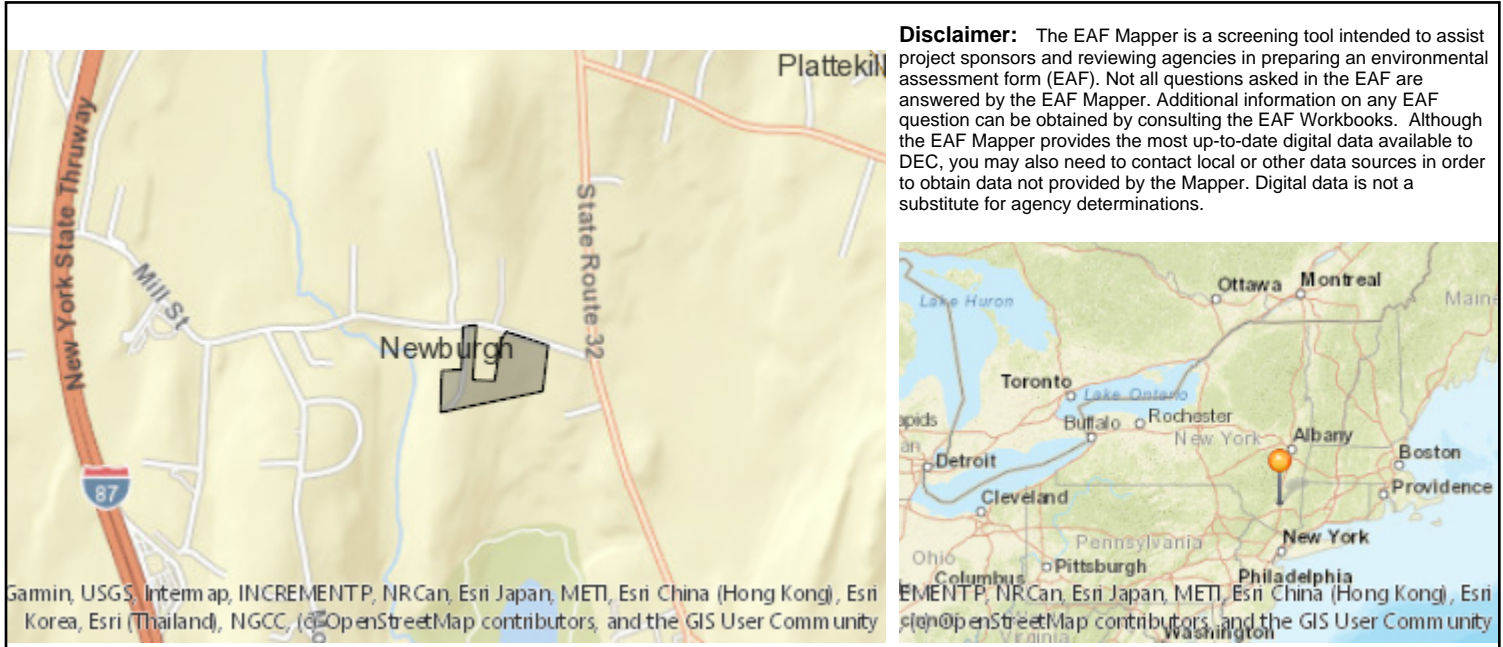 Disclaimer: The EAF Mapper is a screening tool intended to assist
project sponsors and reviewing agencies in preparing an environmental
assessment form (EAF). Not all questions asked in the EAF are
answered by the EAF Mapper. Additional information on any EAF
question can be obtained by consulting the EAF Workbooks. Although
the EAF Mapper provides the most up-to-date digital data available to
DEC, you may also need to contact local or other data sources in order
to obtain data not provided by the Mapper. Digital data is not a
substitute for agency determinations.
Plattekill
New York State Thruway
State Route 32
Mill St
Newburgh
87
Garmin, USGS, Intermap, INCREMENT P, NRCan, Esri Japan, METI, Esri China (Hong Kong), Esri
Korea, Esri (Thailand), NGCC, (c) OpenStreetMap contributors, and the GIS User Community
Ottawa
Montreal
Lake Huron
Maine
Toronto
Lake Ontario
apids
Buffalo
Rochester
New York
Albany
an
Detroit
Boston
Providence
Cleveland
New York
Pennsylvania
Ohio
Pittsburgh
Columbus
Philadelphia
EMENT P, NRCan, Esri Japan, METI, Esri China (Hong Kong), Esri
(c) OpenStreetMap contributors, and the GIS User Community
Virginia
Washington